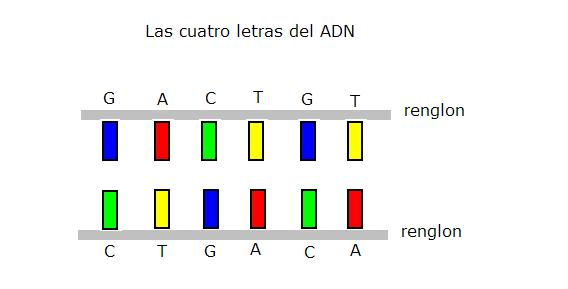 Las cuatro letras del ADN
G A C T G T
renglon
renglon
C T G A C A